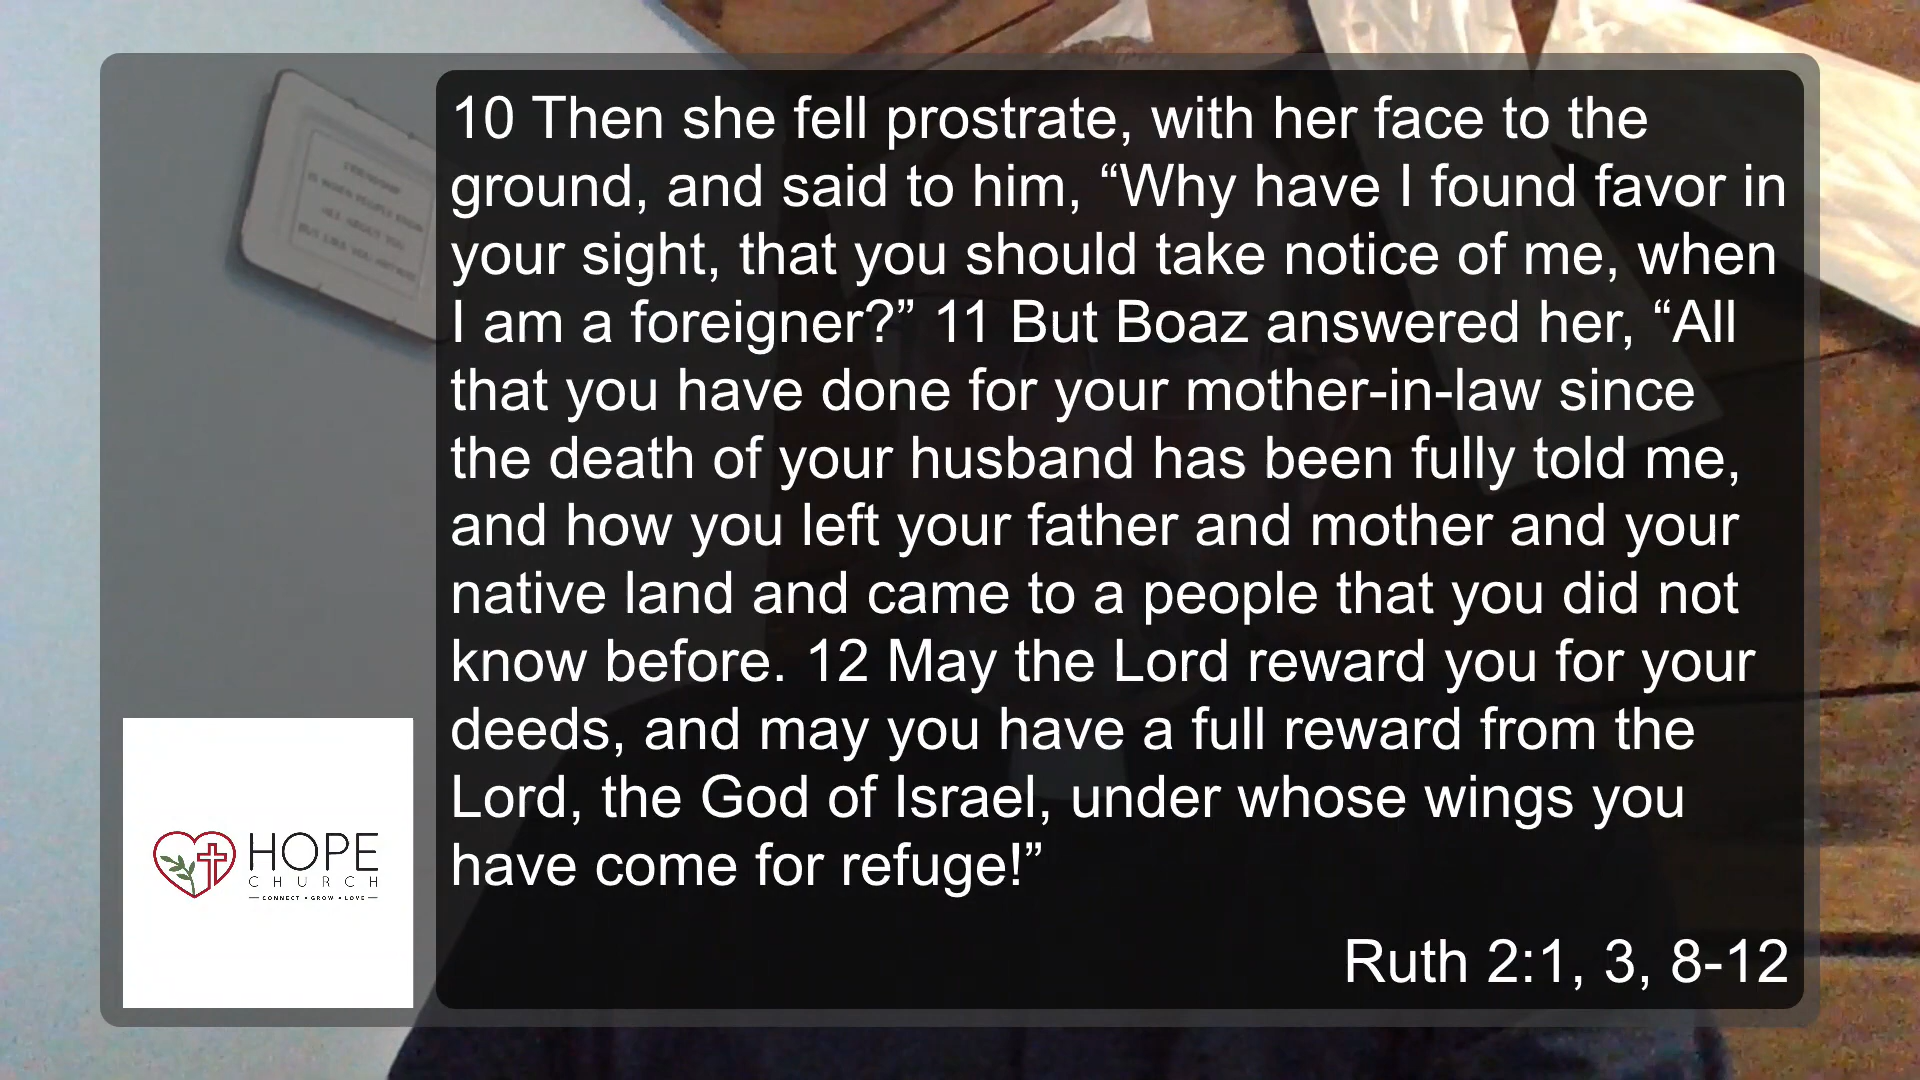 10 Then she fell prostrate, with her face to the
ground, and said to him, “Why have I found favor in
your sight, that you should take notice of me, when
I am a foreigner?” 11 But Boaz answered her, “All
that you have done for your mother-in-law since
the death of your husband has been fully told me,
and how you left your father and mother and your
native land and came to a people that you did not
know before. 12 May the Lord reward you for your
deeds, and may you have a full reward from the
Lord, the God of Israel, under whose wings you
have come for refuge!”
Ruth 2:1, 3, 8-12
HOPE
CHURCH
CONNECT • GROW • LOVE